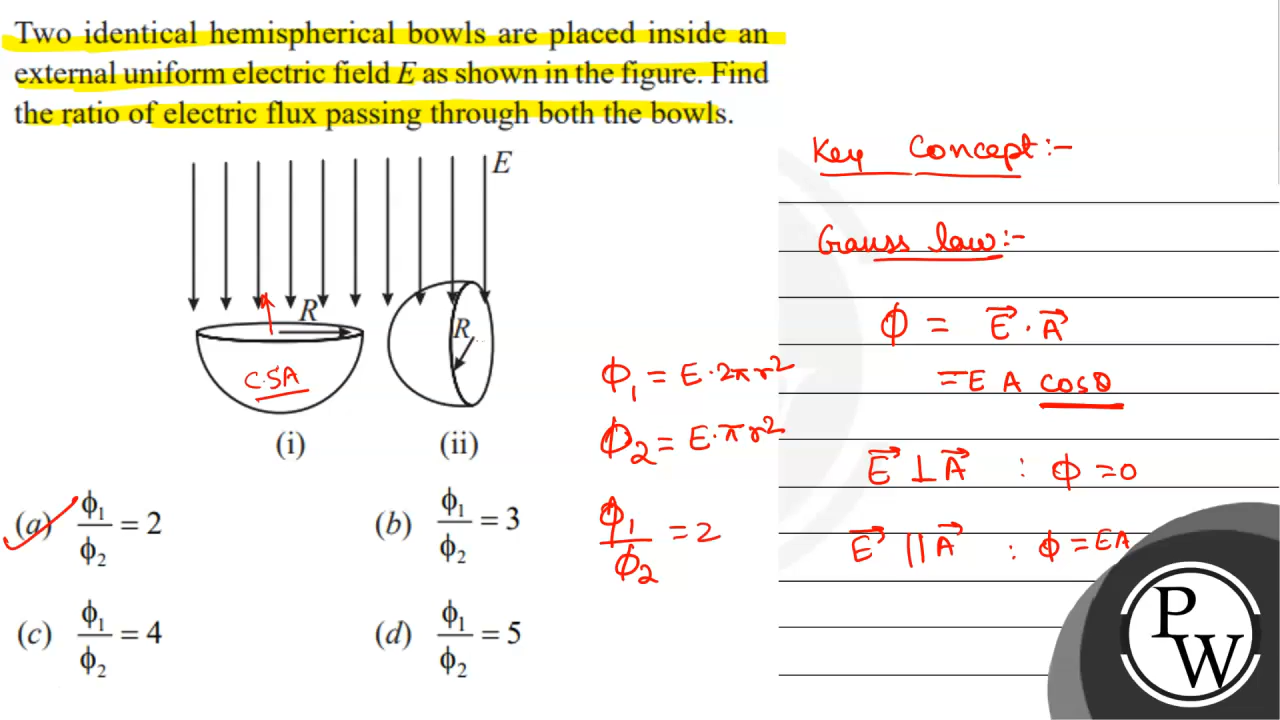 Two identical hemispherical bowls are placed inside an
external uniform electric field E as shown in the figure. Find
the ratio of electric flux passing through both the bowls.
E
R
R
C.SA
(i)
(ii)
(a) ϕ₁/ϕ₂ = 2
(b) ϕ₁/ϕ₂ = 3
(c) ϕ₁/ϕ₂ = 4
(d) ϕ₁/ϕ₂ = 5
ϕ₁ = E · 2πr²
ϕ₂ = E · πr²
ϕ₁/ϕ₂ = 2
Key Concept:-
Gauss law:-
ϕ = E⃗ · A⃗
= E A cosθ
E⃗ ⊥ A⃗ : ϕ = 0
E⃗ || A⃗ : ϕ = EA
P
W